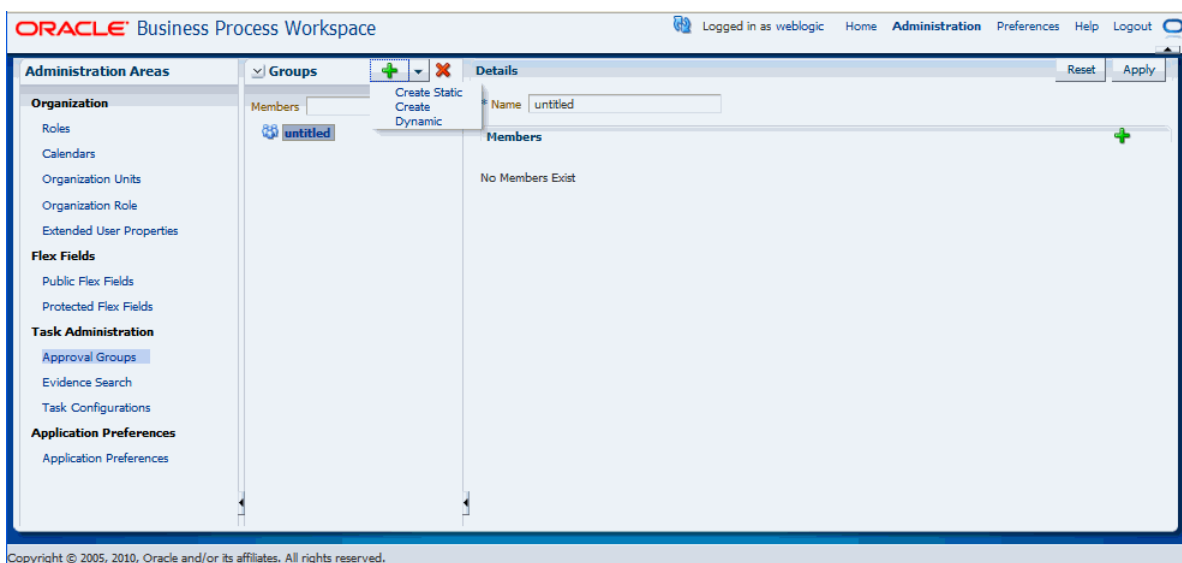 ORACLE Business Process Workspace
Logged in as weblogic Home Administration Preferences Help Logout
Administration Areas
Organization
Roles
Calendars
Organization Units
Organization Role
Extended User Properties
Flex Fields
Public Flex Fields
Protected Flex Fields
Task Administration
Approval Groups
Evidence Search
Task Configurations
Application Preferences
Application Preferences
Groups
Create Static
Create
Dynamic
Members
untitled
Details
Reset Apply
* Name untitled
Members
No Members Exist
Copyright © 2005, 2010, Oracle and/or its affiliates. All rights reserved.